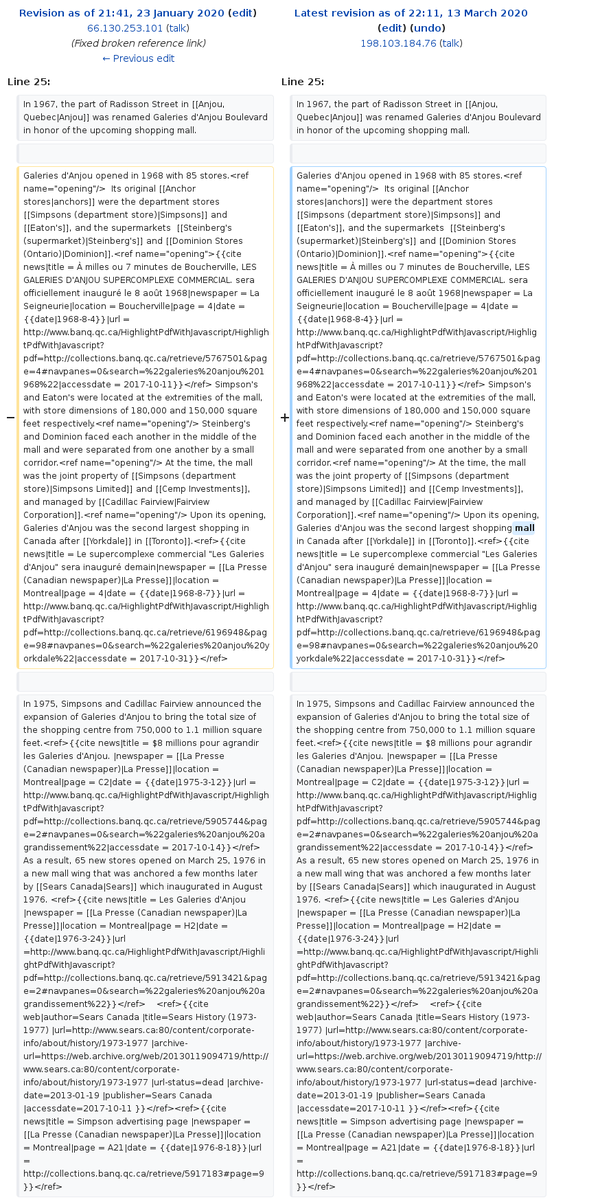 Revision as of 21:41, 23 January 2020 (edit)
66.130.253.101 (talk)
(Fixed broken reference link)
← Previous edit
Latest revision as of 22:11, 13 March 2020
(edit) (undo)
198.103.184.76 (talk)
Line 25:
Line 25:
In 1967, the part of Radisson Street in [[Anjou,
Quebec|Anjou]] was renamed Galeries d'Anjou Boulevard
in honor of the upcoming shopping mall.
In 1967, the part of Radisson Street in [[Anjou,
Quebec|Anjou]] was renamed Galeries d'Anjou Boulevard
in honor of the upcoming shopping mall.
−
Galeries d'Anjou opened in 1968 with 85 stores.<ref
name="opening"/>  Its original [[Anchor
stores|anchors]] were the department stores
[[Simpsons (department store)|Simpsons]] and
[[Eaton's]], and the supermarkets  [[Steinberg's
(supermarket)|Steinberg's]] and [[Dominion Stores
(Ontario)|Dominion]].<ref name="opening">{{cite
news|title = Á milles ou 7 minutes de Boucherville, LES
GALERIES D'ANJOU SUPERCOMPLEXE COMMERCIAL. sera
officiellement inauguré le 8 août 1968|newspaper = La
Seigneurie|location = Boucherville|page = 4|date =
{{date|1968-8-4}}|url =
http://www.banq.qc.ca/HighlightPdfWithJavascript/Highligh
tPdfWithJavascript?
pdf=http://collections.banq.qc.ca/retrieve/5767501&pag
e=4#navpanes=0&search=%22galeries%20anjou%201
968%22|accessdate = 2017-10-11}}</ref> Simpson's
and Eaton's were located at the extremities of the mall,
with store dimensions of 180,000 and 150,000 square
feet respectively.<ref name="opening"/> Steinberg's
and Dominion faced each another in the middle of the
mall and were separated from one another by a small
corridor.<ref name="opening"/> At the time, the mall
was the joint property of [[Simpsons (department
store)|Simpsons Limited]] and [[Cemp Investments]],
and managed by [[Cadillac Fairview|Fairview
Corporation]].<ref name="opening"/> Upon its opening,
Galeries d'Anjou was the second largest shopping in
Canada after [[Yorkdale]] in [[Toronto]].<ref>{{cite
news|title = Le supercomplexe commercial "Les Galeries
d'Anjou" sera inauguré demain|newspaper = [[La Presse
(Canadian newspaper)|La Presse]]|location =
Montreal|page = 4|date = {{date|1968-8-7}}|url =
http://www.banq.qc.ca/HighlightPdfWithJavascript/Highligh
tPdfWithJavascript?
pdf=http://collections.banq.qc.ca/retrieve/6196948&pag
e=98#navpanes=0&search=%22galeries%20anjou%20y
orkdale%22|accessdate = 2017-10-31}}</ref>
+
Galeries d'Anjou opened in 1968 with 85 stores.<ref
name="opening"/>  Its original [[Anchor
stores|anchors]] were the department stores
[[Simpsons (department store)|Simpsons]] and
[[Eaton's]], and the supermarkets  [[Steinberg's
(supermarket)|Steinberg's]] and [[Dominion Stores
(Ontario)|Dominion]].<ref name="opening">{{cite
news|title = Á milles ou 7 minutes de Boucherville, LES
GALERIES D'ANJOU SUPERCOMPLEXE COMMERCIAL. sera
officiellement inauguré le 8 août 1968|newspaper = La
Seigneurie|location = Boucherville|page = 4|date =
{{date|1968-8-4}}|url =
http://www.banq.qc.ca/HighlightPdfWithJavascript/Highlig
htPdfWithJavascript?
pdf=http://collections.banq.qc.ca/retrieve/5767501&pag
e=4#navpanes=0&search=%22galeries%20anjou%20
1968%22|accessdate = 2017-10-11}}</ref> Simpson's
and Eaton's were located at the extremities of the mall,
with store dimensions of 180,000 and 150,000 square
feet respectively.<ref name="opening"/> Steinberg's
and Dominion faced each another in the middle of the
mall and were separated from one another by a small
corridor.<ref name="opening"/> At the time, the mall
was the joint property of [[Simpsons (department
store)|Simpsons Limited]] and [[Cemp Investments]],
and managed by [[Cadillac Fairview|Fairview
Corporation]].<ref name="opening"/> Upon its opening,
Galeries d'Anjou was the second largest shopping mall
in Canada after [[Yorkdale]] in [[Toronto]].<ref>{{cite
news|title = Le supercomplexe commercial "Les Galeries
d'Anjou" sera inauguré demain|newspaper = [[La Presse
(Canadian newspaper)|La Presse]]|location =
Montreal|page = 4|date = {{date|1968-8-7}}|url =
http://www.banq.qc.ca/HighlightPdfWithJavascript/Highlig
htPdfWithJavascript?
pdf=http://collections.banq.qc.ca/retrieve/6196948&pag
e=98#navpanes=0&search=%22galeries%20anjou%20
yorkdale%22|accessdate = 2017-10-31}}</ref>
In 1975, Simpsons and Cadillac Fairview announced the
expansion of Galeries d'Anjou to bring the total size of
the shopping centre from 750,000 to 1.1 million square
feet.<ref>{{cite news|title = $8 millions pour agrandir
les Galeries d'Anjou. |newspaper = [[La Presse
(Canadian newspaper)|La Presse]]|location =
Montreal|page = C2|date = {{date|1975-3-12}}|url =
http://www.banq.qc.ca/HighlightPdfWithJavascript/Highligh
tPdfWithJavascript?
pdf=http://collections.banq.qc.ca/retrieve/5905744&pag
e=2#navpanes=0&search=%22galeries%20anjou%20a
grandissement%22|accessdate = 2017-10-14}}</ref>
As a result, 65 new stores opened on March 25, 1976 in
a new mall wing that was anchored a few months later
by [[Sears Canada|Sears]] which inaugurated in August
1976. <ref>{{cite news|title = Les Galeries d'Anjou
|newspaper = [[La Presse (Canadian newspaper)|La
Presse]]|location = Montreal|page = H2|date =
{{date|1976-3-24}}|url
=http://www.banq.qc.ca/HighlightPdfWithJavascript/Highli
ghtPdfWithJavascript?
pdf=http://collections.banq.qc.ca/retrieve/5913421&pag
e=2#navpanes=0&search=%22galeries%20anjou%20a
grandissement%22}}</ref>    <ref>{{cite
web|author=Sears Canada |title=Sears History (1973-
1977) |url=http://www.sears.ca:80/content/corporate-
info/about/history/1973-1977 |archive-
url=https://web.archive.org/web/20130119094719/http://
www.sears.ca:80/content/corporate-
info/about/history/1973-1977 |url-status=dead |archive-
date=2013-01-19 |publisher=Sears Canada
|accessdate=2017-10-11 }}</ref><ref>{{cite
news|title = Simpson advertising page |newspaper =
[[La Presse (Canadian newspaper)|La Presse]]|location
= Montreal|page = A21|date = {{date|1976-8-18}}|url
=
http://collections.banq.qc.ca/retrieve/5917183#page=9
}}</ref>
In 1975, Simpsons and Cadillac Fairview announced the
expansion of Galeries d'Anjou to bring the total size of
the shopping centre from 750,000 to 1.1 million square
feet.<ref>{{cite news|title = $8 millions pour agrandir
les Galeries d'Anjou. |newspaper = [[La Presse
(Canadian newspaper)|La Presse]]|location =
Montreal|page = C2|date = {{date|1975-3-12}}|url =
http://www.banq.qc.ca/HighlightPdfWithJavascript/Highlig
htPdfWithJavascript?
pdf=http://collections.banq.qc.ca/retrieve/5905744&pag
e=2#navpanes=0&search=%22galeries%20anjou%20a
grandissement%22|accessdate = 2017-10-14}}</ref>
As a result, 65 new stores opened on March 25, 1976 in
a new mall wing that was anchored a few months later
by [[Sears Canada|Sears]] which inaugurated in August
1976. <ref>{{cite news|title = Les Galeries d'Anjou
|newspaper = [[La Presse (Canadian newspaper)|La
Presse]]|location = Montreal|page = H2|date =
{{date|1976-3-24}}|url
=http://www.banq.qc.ca/HighlightPdfWithJavascript/Highli
ghtPdfWithJavascript?
pdf=http://collections.banq.qc.ca/retrieve/5913421&pag
e=2#navpanes=0&search=%22galeries%20anjou%20a
grandissement%22}}</ref>    <ref>{{cite
web|author=Sears Canada |title=Sears History (1973-
1977) |url=http://www.sears.ca:80/content/corporate-
info/about/history/1973-1977 |archive-
url=https://web.archive.org/web/20130119094719/http://
www.sears.ca:80/content/corporate-
info/about/history/1973-1977 |url-status=dead |archive-
date=2013-01-19 |publisher=Sears Canada
|accessdate=2017-10-11 }}</ref><ref>{{cite
news|title = Simpson advertising page |newspaper =
[[La Presse (Canadian newspaper)|La Presse]]|location
= Montreal|page = A21|date = {{date|1976-8-18}}|url
=
http://collections.banq.qc.ca/retrieve/5917183#page=9
}}</ref>